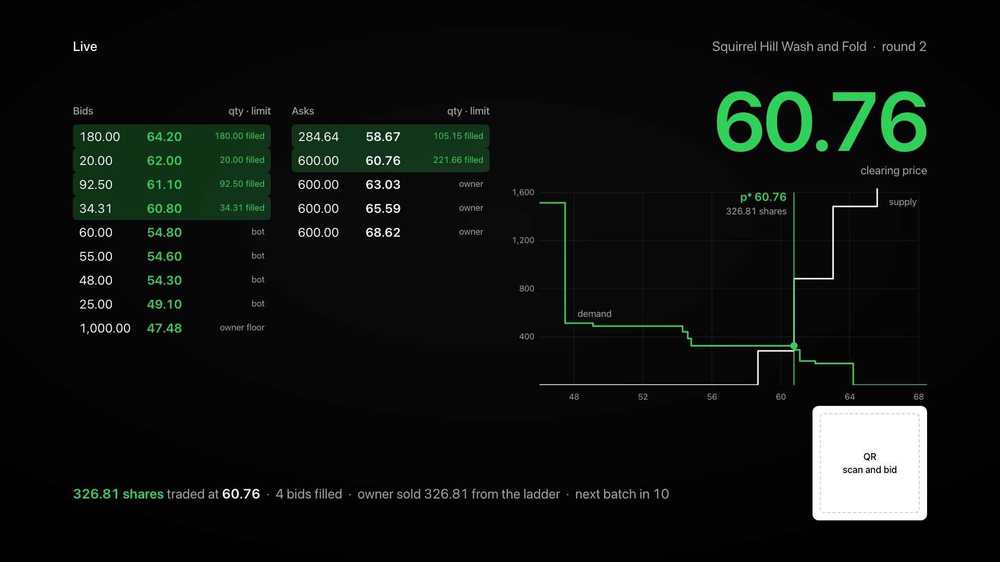 Live
Squirrel Hill Wash and Fold · round 2
60.76
clearing price
Bids qty · limit
180.00 64.20 180.00 filled
20.00 62.00 20.00 filled
92.50 61.10 92.50 filled
34.31 60.80 34.31 filled
60.00 54.80 bot
55.00 54.60 bot
48.00 54.30 bot
25.00 49.10 bot
1,000.00 47.48 owner floor
Asks qty · limit
284.64 58.67 105.15 filled
600.00 60.76 221.66 filled
600.00 63.03 owner
600.00 65.59 owner
600.00 68.62 owner
1,600
1,200
800
400
p* 60.76
326.81 shares
supply
demand
48 52 56 60 64 68
QR
scan and bid
326.81 shares traded at 60.76 · 4 bids filled · owner sold 326.81 from the ladder · next batch in 10